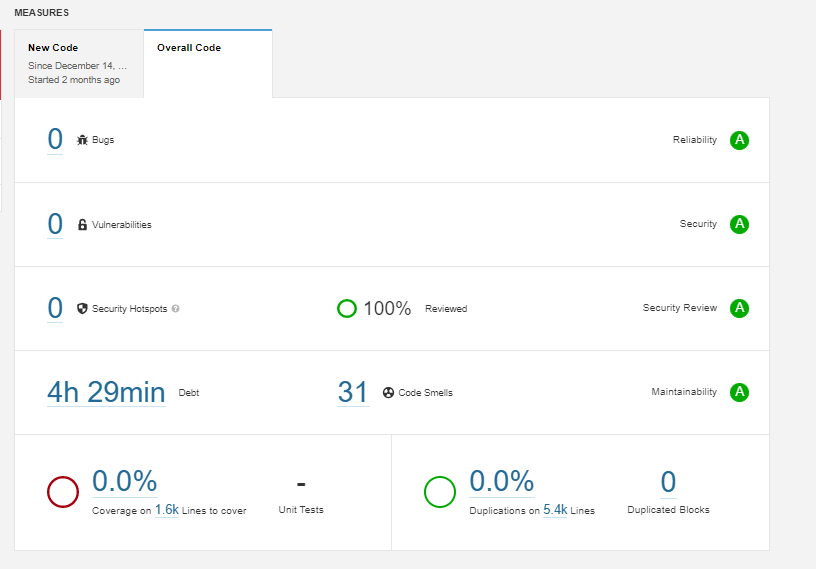 MEASURES
New Code
Since December 14, ...
Started 2 months ago
Overall Code
0 Bugs
Reliability A
0 Vulnerabilities
Security A
0 Security Hotspots ?
100% Reviewed
Security Review A
4h 29min Debt
31 Code Smells
Maintainability A
0.0%
Coverage on 1.6k Lines to cover
-
Unit Tests
0.0%
Duplications on 5.4k Lines
0
Duplicated Blocks